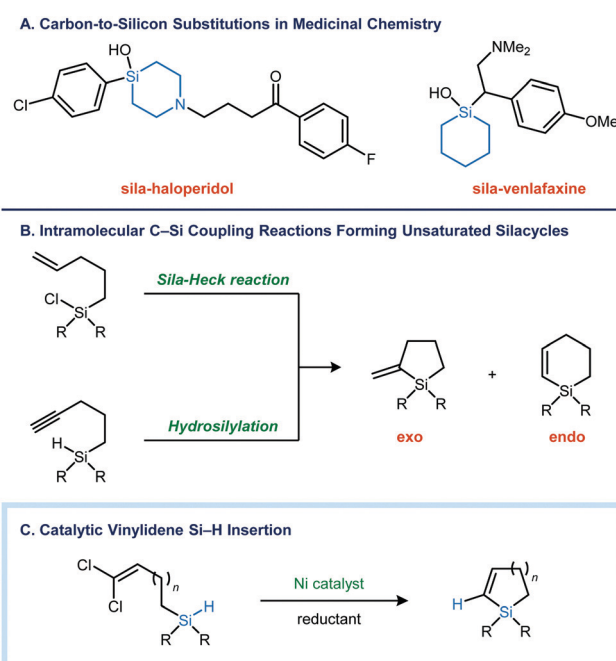 A. Carbon-to-Silicon Substitutions in Medicinal Chemistry
HO
Si
Cl
N
O
F
sila-haloperidol
NMe2
HO
Si
OMe
sila-venlafaxine
B. Intramolecular C–Si Coupling Reactions Forming Unsaturated Silacycles
Cl
Si
R R
Sila-Heck reaction
H
Si
R R
Hydrosilylation
Si
R R
exo
+
Si
R R
endo
C. Catalytic Vinylidene Si–H Insertion
Cl
Cl
( )n
H
Si
R R
Ni catalyst
reductant
( )n
H
Si
R R